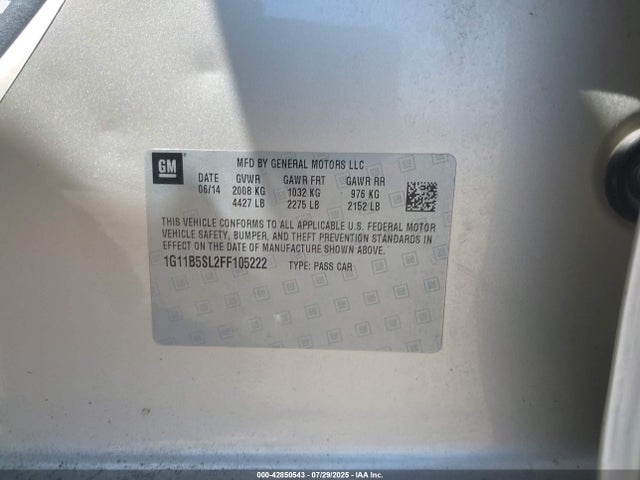 GM
MFD BY GENERAL MOTORS LLC
DATE GVWR GAWR FRT GAWR RR
06/14 2008 KG 1032 KG 976 KG
4427 LB 2275 LB 2152 LB
THIS VEHICLE CONFORMS TO ALL APPLICABLE U.S. FEDERAL MOTOR
VEHICLE SAFETY, BUMPER, AND THEFT PREVENTION STANDARDS IN
EFFECT ON THE DATE OF MANUFACTURE SHOWN ABOVE.
1G11B5SL2FF105222 TYPE: PASS CAR
000-42850543 | 07/29/2025 - IAA Inc.